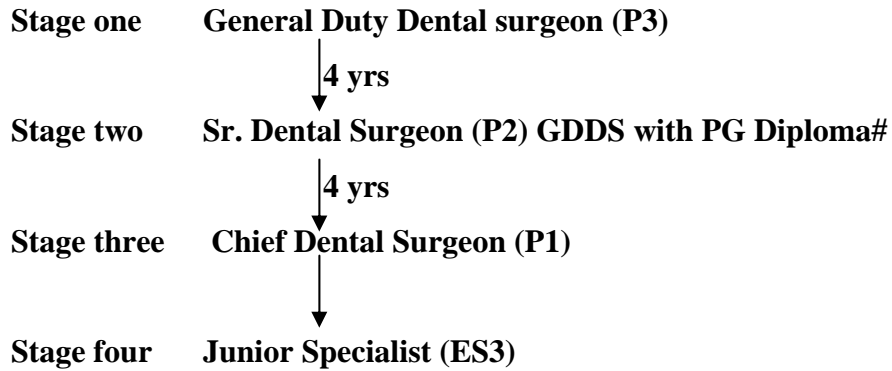 Stage one General Duty Dental surgeon (P3)
4 yrs
Stage two Sr. Dental Surgeon (P2) GDDS with PG Diploma#
4 yrs
Stage three Chief Dental Surgeon (P1)
Stage four Junior Specialist (ES3)